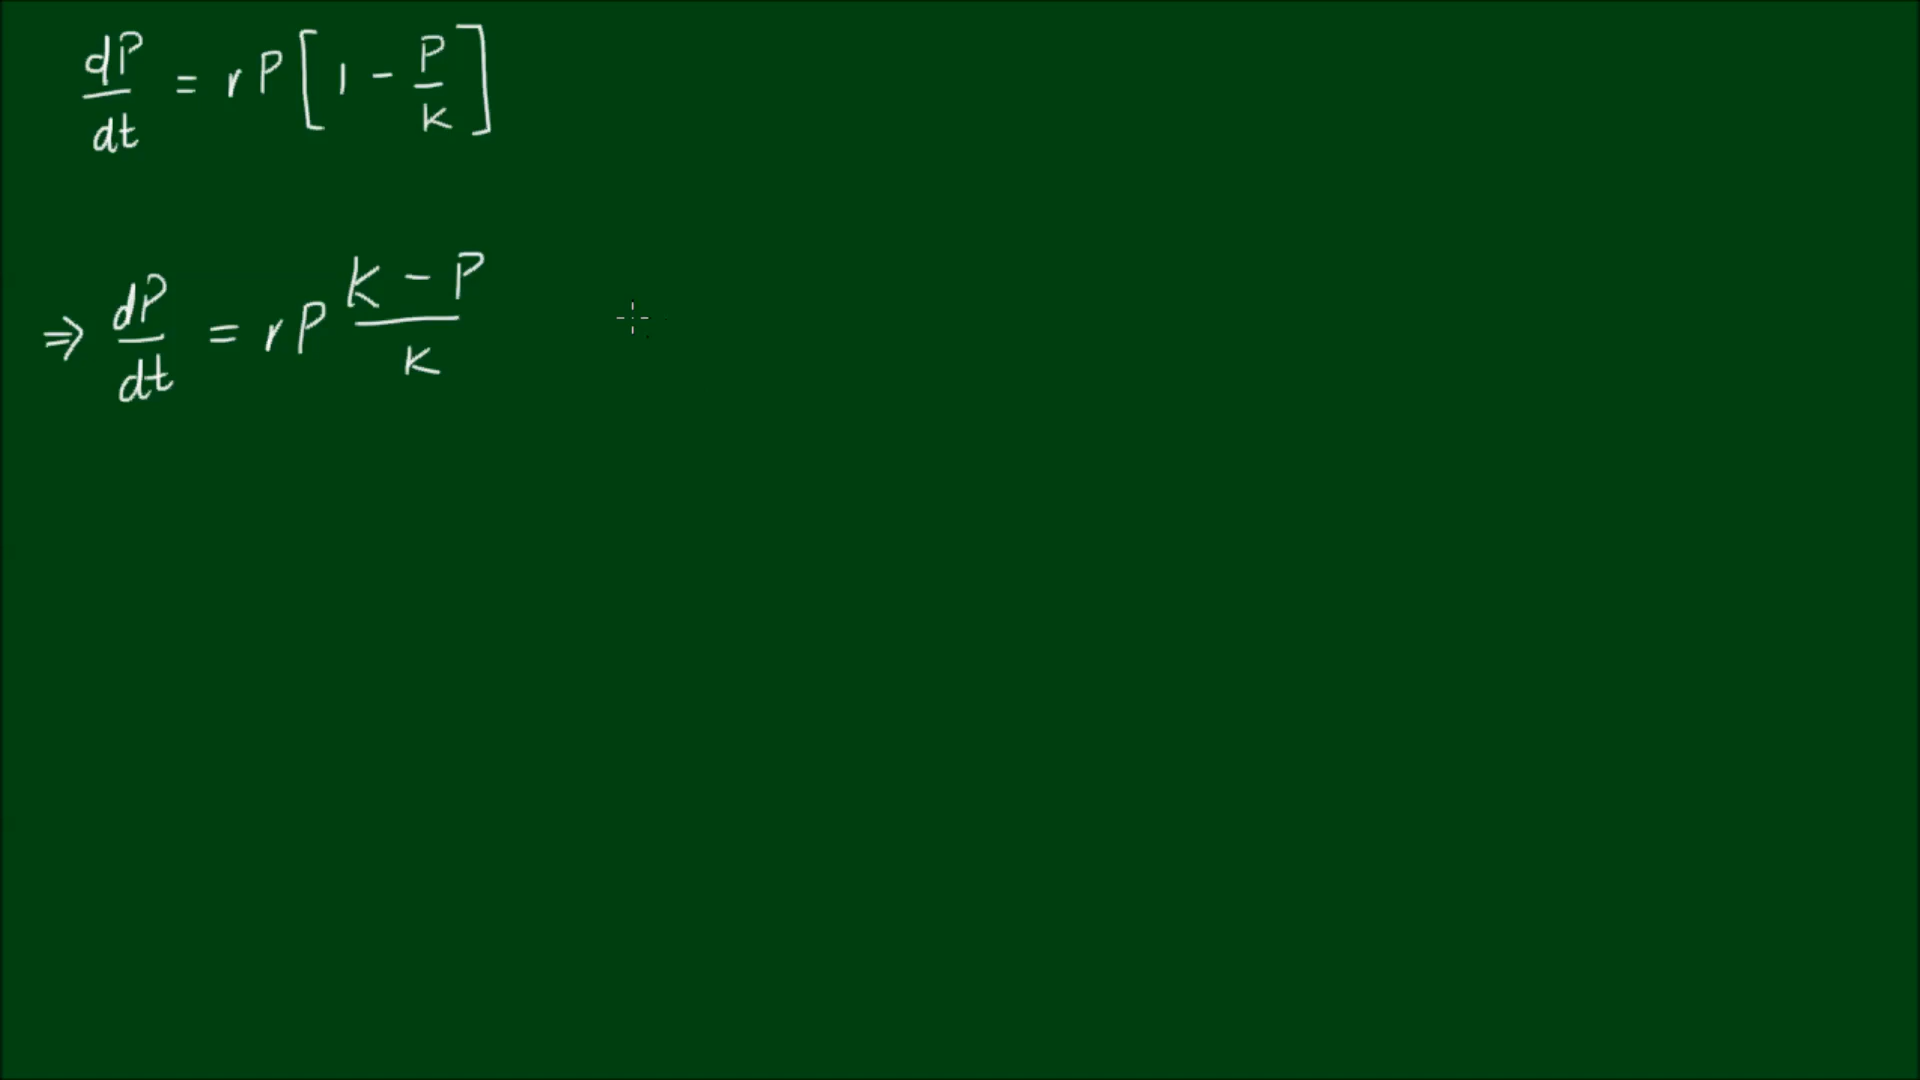 dP/dt = rP[1 - P/k]
⇒ dP/dt = rP (k - P)/k